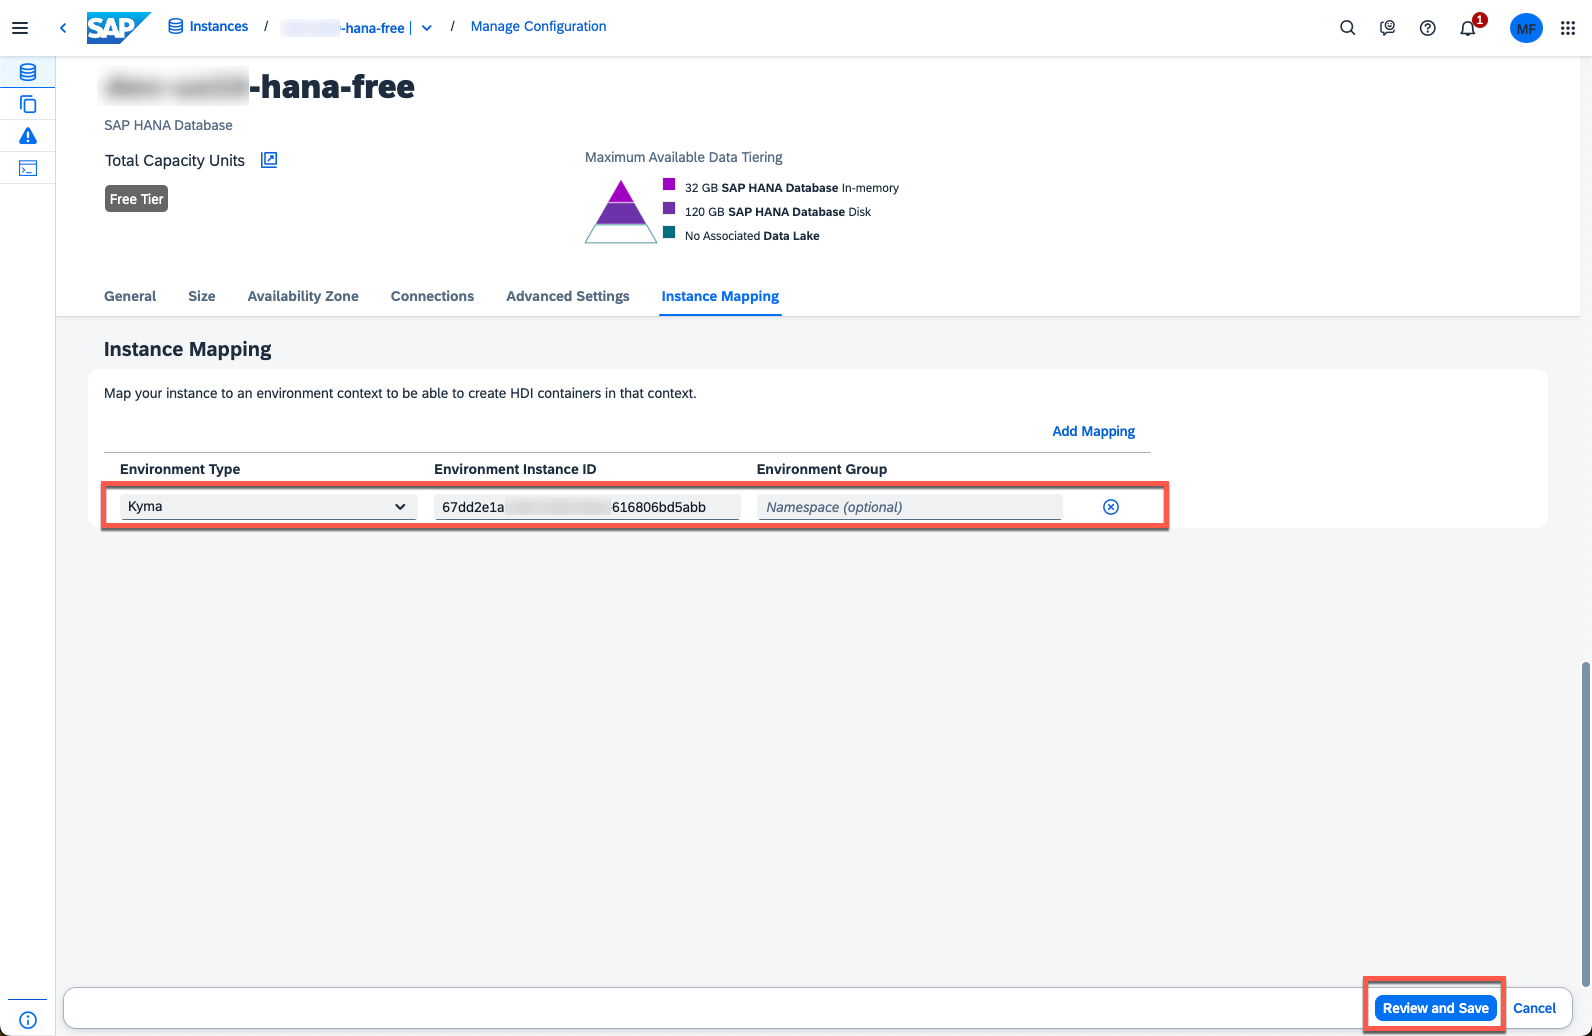 SAP Instances / -hana-free | / Manage Configuration
1
MF
-hana-free
SAP HANA Database
Total Capacity Units
Free Tier
Maximum Available Data Tiering
32 GB SAP HANA Database In-memory
120 GB SAP HANA Database Disk
No Associated Data Lake
General Size Availability Zone Connections Advanced Settings Instance Mapping
Instance Mapping
Map your instance to an environment context to be able to create HDI containers in that context.
Add Mapping
Environment Type Environment Instance ID Environment Group
Kyma 67dd2e1a 616806bd5abb Namespace (optional)
Review and Save Cancel